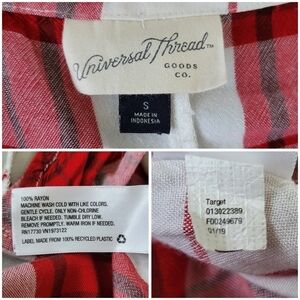 Universal Thread™
GOODS
CO.
S
MADE IN
INDONESIA
100% RAYON
MACHINE WASH COLD WITH LIKE COLORS.
GENTLE CYCLE. ONLY NON-CHLORINE
BLEACH IF NEEDED. TUMBLE DRY LOW.
REMOVE PROMPTLY. WARM IRON IF NEEDED.
RN17730 VN1973122
LABEL MADE FROM 100% RECYCLED PLASTIC
Target
013022389
F00249679
01/19